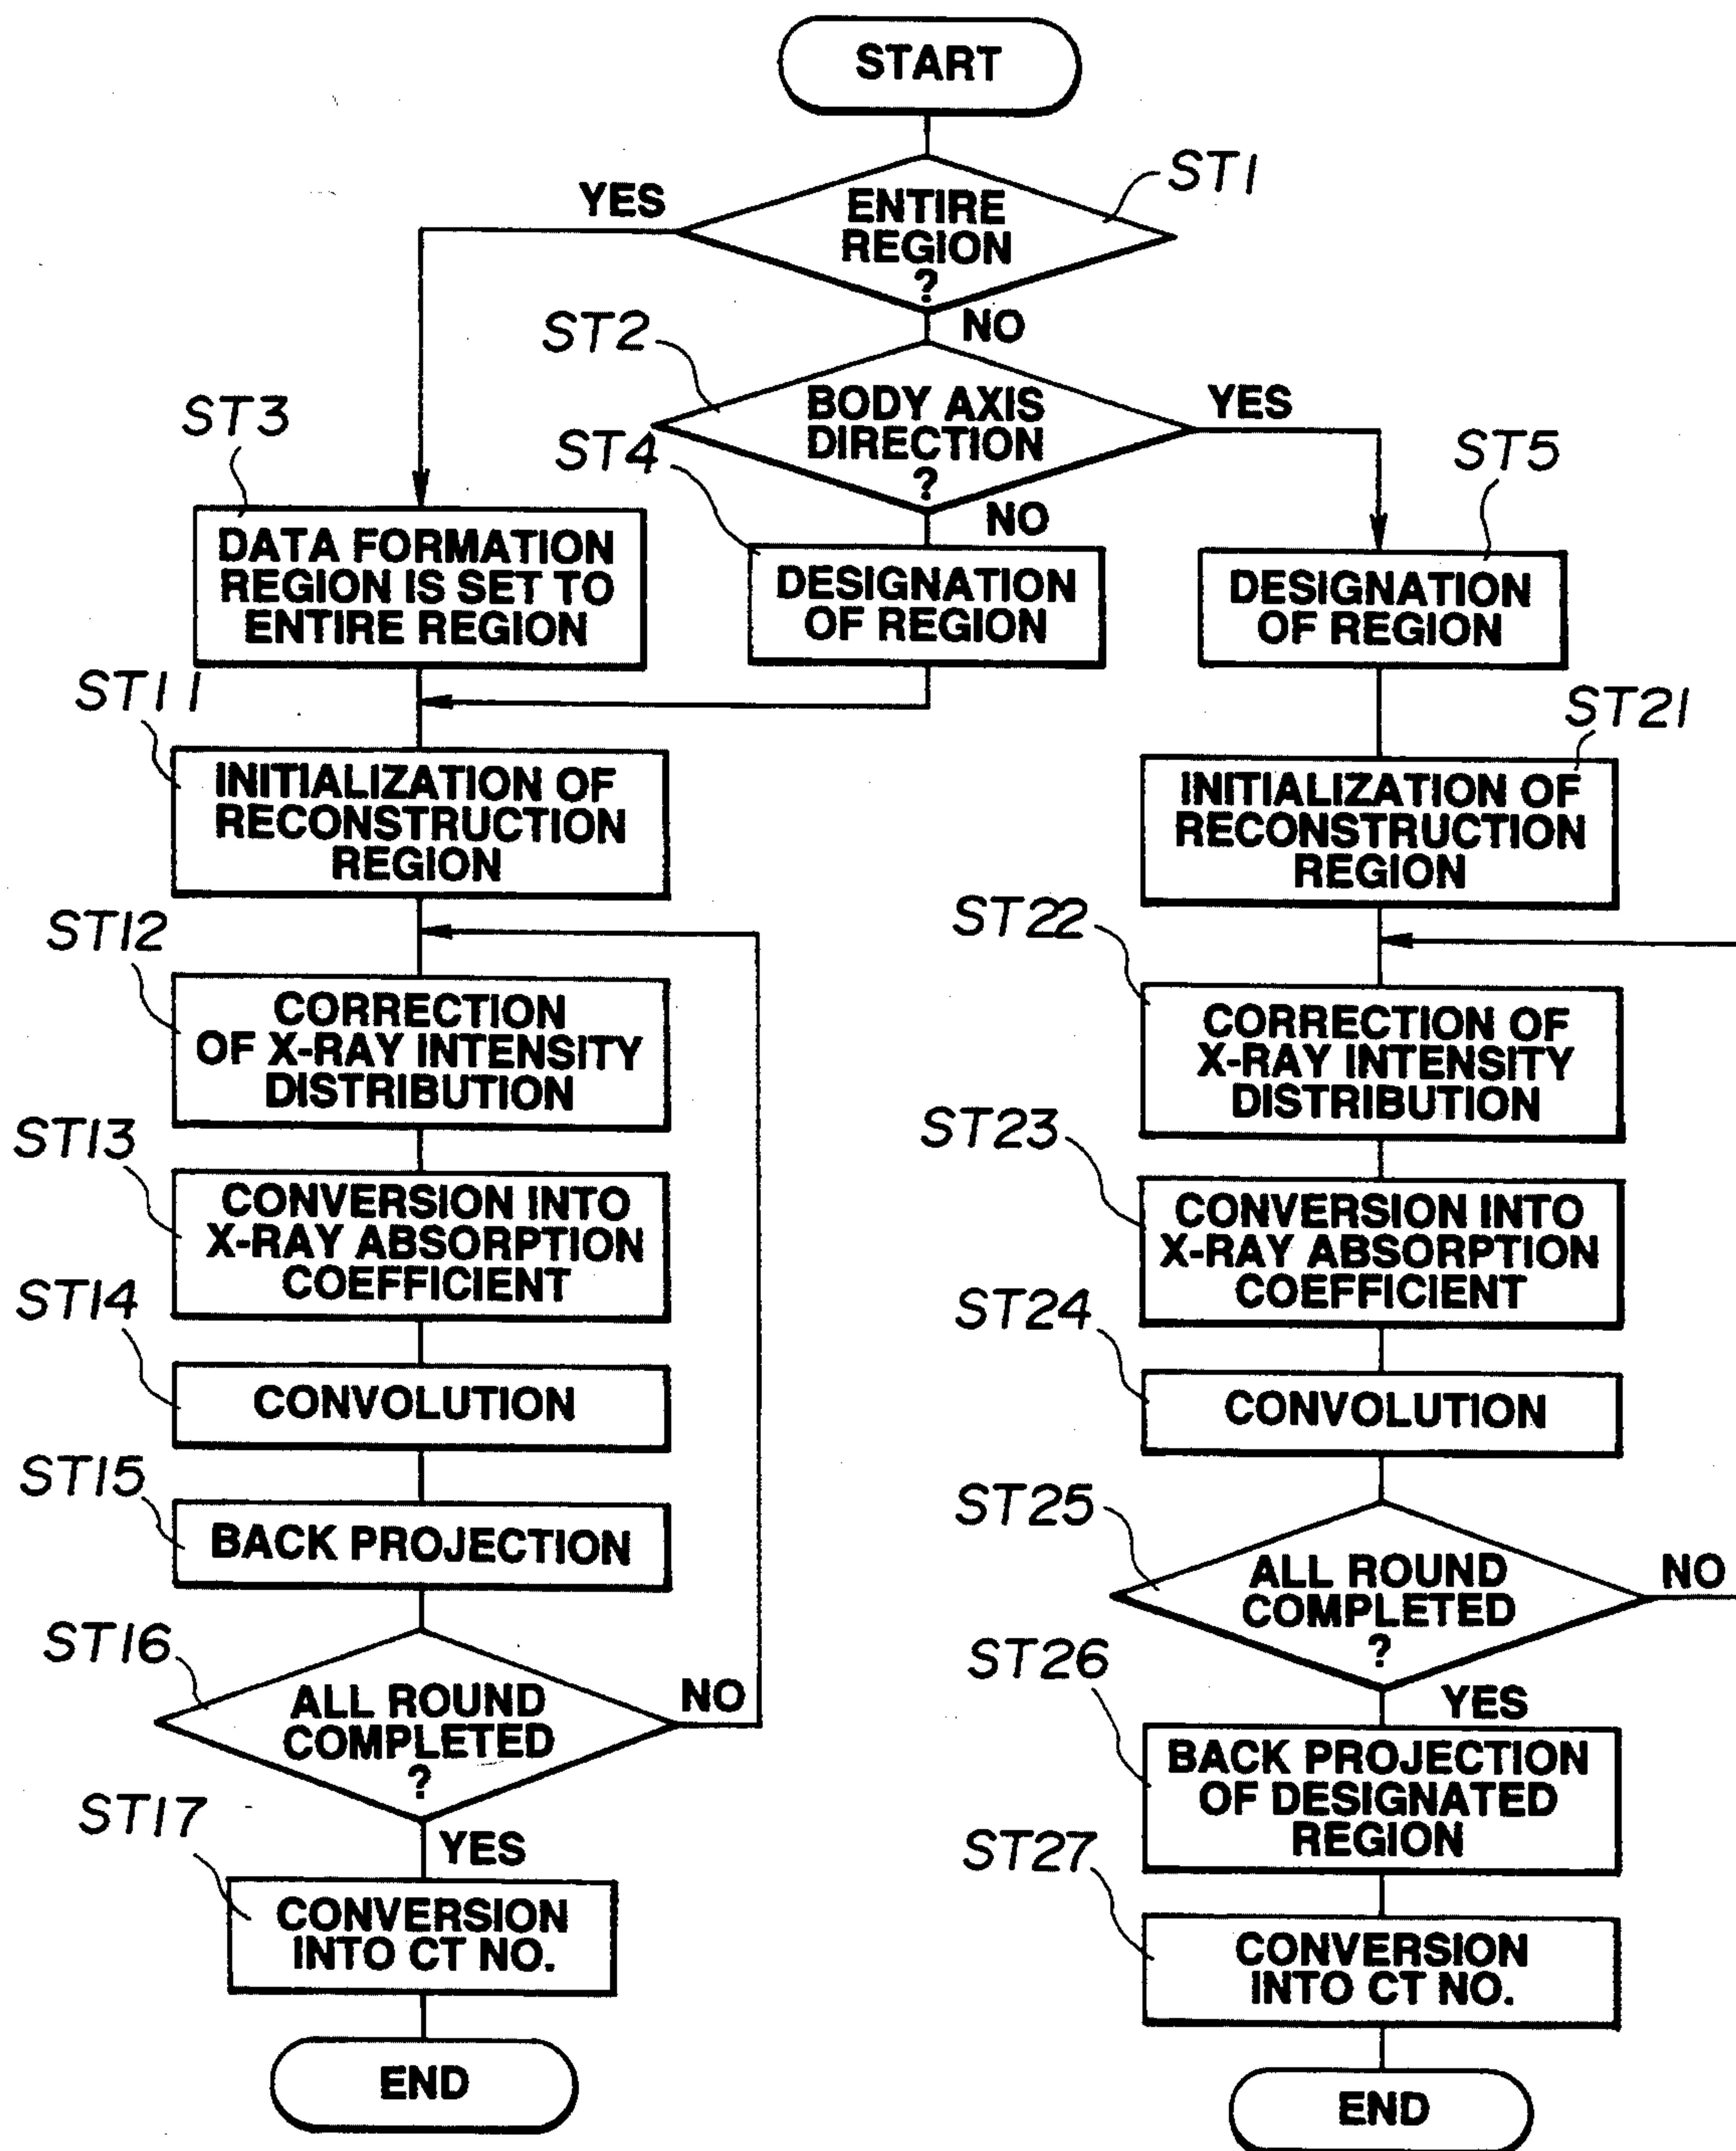 START
ST1
YES
ENTIRE
REGION
?
NO
ST2
BODY AXIS
DIRECTION
?
YES
NO
ST3
DATA FORMATION
REGION IS SET TO
ENTIRE REGION
ST4
DESIGNATION
OF REGION
ST5
DESIGNATION
OF REGION
ST11
INITIALIZATION OF
RECONSTRUCTION
REGION
ST12
CORRECTION
OF X-RAY INTENSITY
DISTRIBUTION
ST13
CONVERSION INTO
X-RAY ABSORPTION
COEFFICIENT
ST14
CONVOLUTION
ST15
BACK PROJECTION
ST16
ALL ROUND
COMPLETED
?
NO
YES
ST17
CONVERSION
INTO CT NO.
END
ST21
INITIALIZATION OF
RECONSTRUCTION
REGION
ST22
CORRECTION OF
X-RAY INTENSITY
DISTRIBUTION
ST23
CONVERSION INTO
X-RAY ABSORPTION
COEFFICIENT
ST24
CONVOLUTION
ST25
ALL ROUND
COMPLETED
?
NO
YES
ST26
BACK PROJECTION
OF DESIGNATED
REGION
ST27
CONVERSION
INTO CT NO.
END